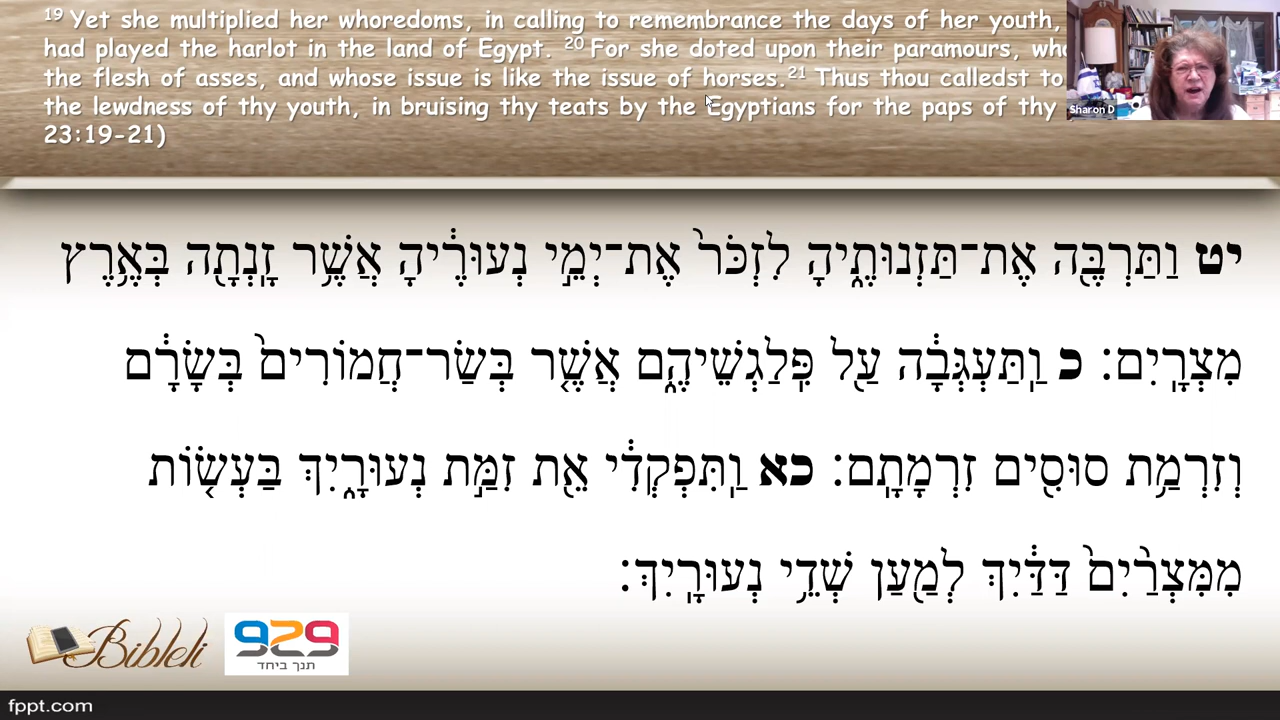 19 Yet she multiplied her whoredoms, in calling to remembrance the days of her youth,
had played the harlot in the land of Egypt. 20 For she doted upon their paramours,
the flesh of asses, and whose issue is like the issue of horses. 21 Thus thou calledst to
the lewdness of thy youth, in bruising thy teats by the Egyptians for the paps of thy
23:19-21)
Sharon D
יט וַתַּרְבֶּ֖ה אֶת־תַּזְנוּתֶ֑יהָ לִזְכֹּר֙ אֶת־יְמֵ֣י נְעוּרֶ֔יהָ אֲשֶׁ֥ר זָנְתָ֖ה בְּאֶ֥רֶץ
מִצְרָֽיִם׃ כ וַֽתַּעְגְּבָ֔ה עַ֖ל פִּֽלַגְשֵׁיהֶ֑ם אֲשֶׁ֤ר בְּשַׂר־חֲמוֹרִים֙ בְּשָׂרָ֔ם
וְזִרְמַ֥ת סוּסִ֖ים זִרְמָתָֽם׃ כא וַֽתִּפְקְדִ֔י אֵ֖ת זִמַּ֣ת נְעוּרָ֑יִךְ בַּעְשׂ֤וֹת
מִמִּצְרַ֙יִם֙ דַּדַּ֔יִךְ לְמַ֖עַן שְׁדֵ֥י נְעוּרָֽיִךְ׃
Bibleli
929
תנך ביחד
fppt.com